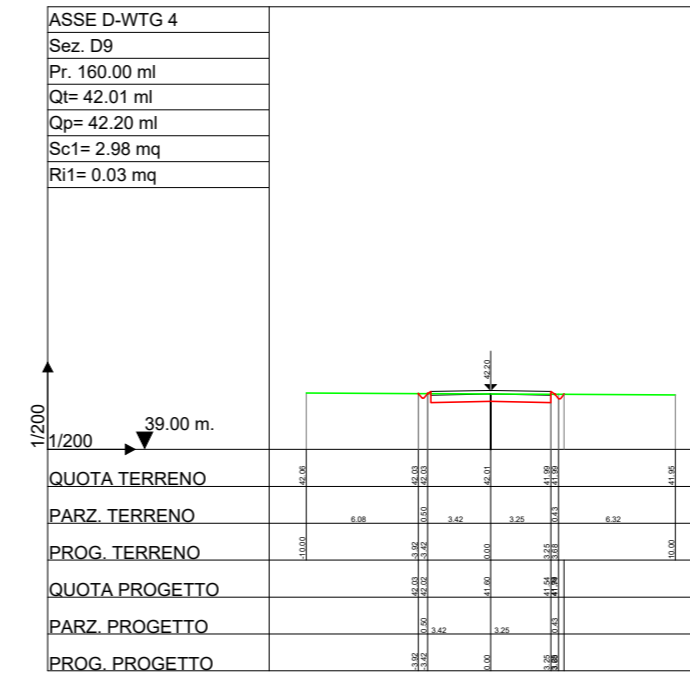 ASSE D-WTG 4
Sez. D9
Pr. 160.00 ml
Qt= 42.01 ml
Qp= 42.20 ml
Sc1= 2.98 mq
Ri1= 0.03 mq
42.20
1/200
1/200
39.00 m.
QUOTA TERRENO 42.06 42.03 42.03 42.01 41.99 41.99 41.95
PARZ. TERRENO 6.08 0.50 3.42 3.25 0.43 6.32
PROG. TERRENO -10.00 -3.92 -3.42 0.00 3.25 3.68 10.00
QUOTA PROGETTO 42.03 42.02 41.60 41.54
PARZ. PROGETTO 0.50 3.42 3.25 0.43
PROG. PROGETTO -3.92 -3.42 0.00 3.25